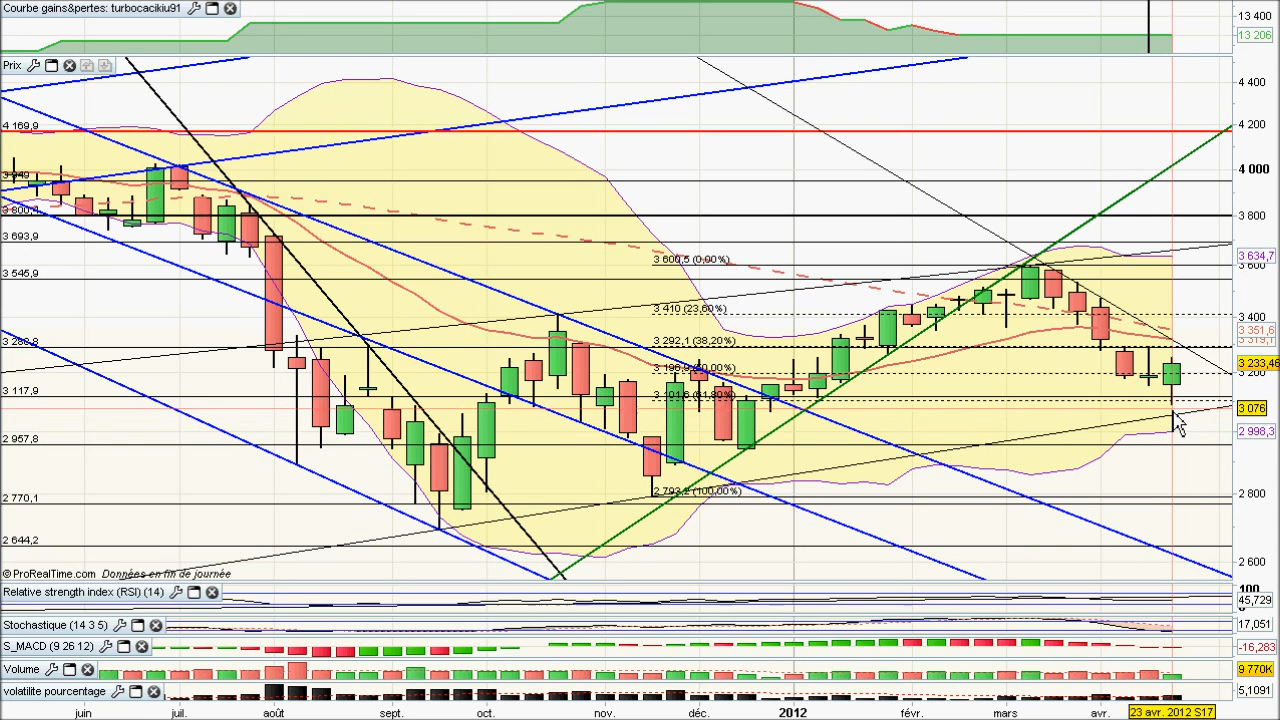 Courbe gains&pertes: turbocacikiu91
13 400
13 206
Prix
4 400
4 169,9
4 200
4 000
3 949
3 800
3 693,9
3 634,7
3 600,5 (0,00%)
3 545,9
3 410 (23,60%)
3 400
3 351,6
3 292,1 (38,20%)
3 233,46
3 117,9
3 076
2 957,8
2 998,3
2 793,2 (100,00%)
2 770,1
2 800
2 644,2
2 600
©ProRealTime.com Données en fin de journée
Relative strength index (RSI) (14)
100
45,729
Stochastique (14 3 5)
17,051
S_MACD (9 26 12)
-16,283
Volume
9 770K
volatilite pourcentage
5,1091
juin juil. août sept. oct. nov. déc. 2012 févr. mars avr. 23 avr. 2012 S17